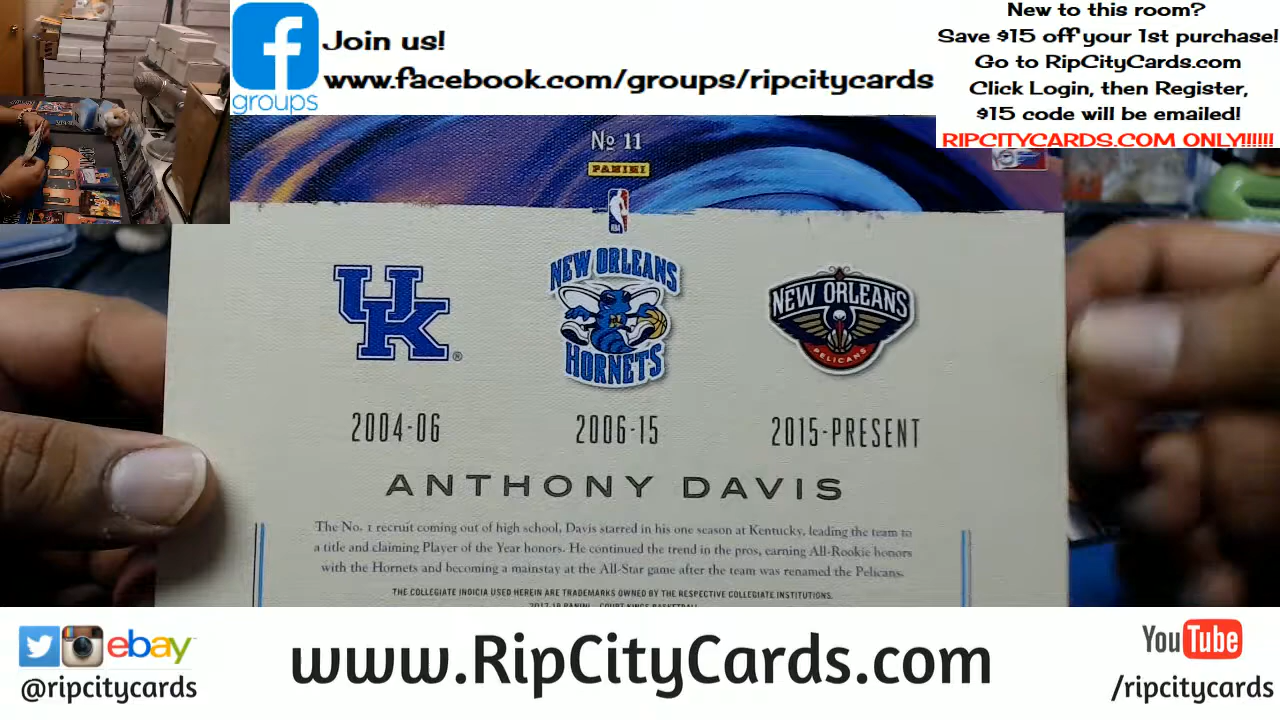 Join us!
www.facebook.com/groups/ripcitycards
groups
New to this room?
Save $15 off your 1st purchase!
Go to RipCityCards.com
Click Login, then Register,
$15 code will be emailed!
RIPCITYCARDS.COM ONLY!!!!!!
№ 11
PANINI
UK ®
NEW ORLEANS
HORNETS
NEW ORLEANS
PELICANS
2004-06
2006-15
2015-PRESENT
ANTHONY DAVIS
The No. 1 recruit coming out of high school, Davis starred in his one season at Kentucky, leading the team to
a title and claiming Player of the Year honors. He continued the trend in the pros, earning All-Rookie honors
with the Hornets and becoming a mainstay at the All-Star game after the team was renamed the Pelicans.
THE COLLEGIATE INDICIA USED HEREIN ARE TRADEMARKS OWNED BY THE RESPECTIVE COLLEGIATE INSTITUTIONS.
ebay
@ripcitycards
www.RipCityCards.com
YouTube
/ripcitycards